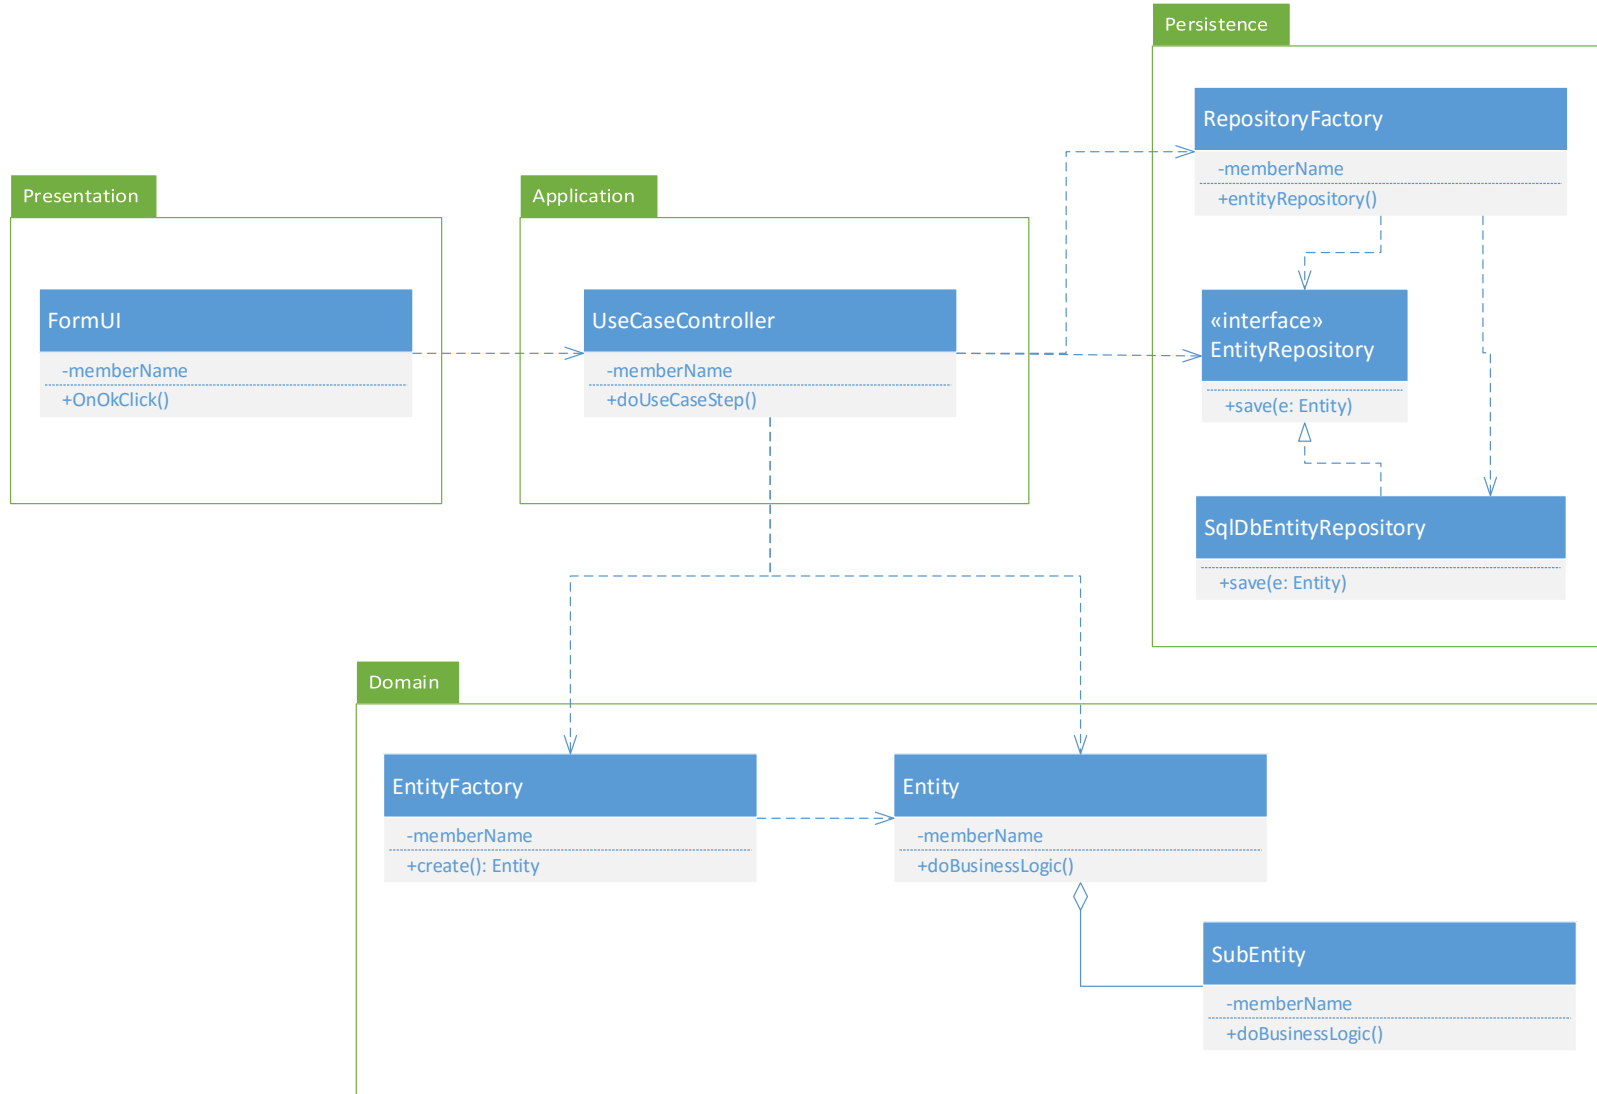 Persistence
RepositoryFactory
-memberName
+entityRepository()
Presentation
Application
FormUI
-memberName
+OnOkClick()
UseCaseController
-memberName
+doUseCaseStep()
«interface»
EntityRepository
+save(e: Entity)
SqlDbEntityRepository
+save(e: Entity)
Domain
EntityFactory
-memberName
+create(): Entity
Entity
-memberName
+doBusinessLogic()
SubEntity
-memberName
+doBusinessLogic()